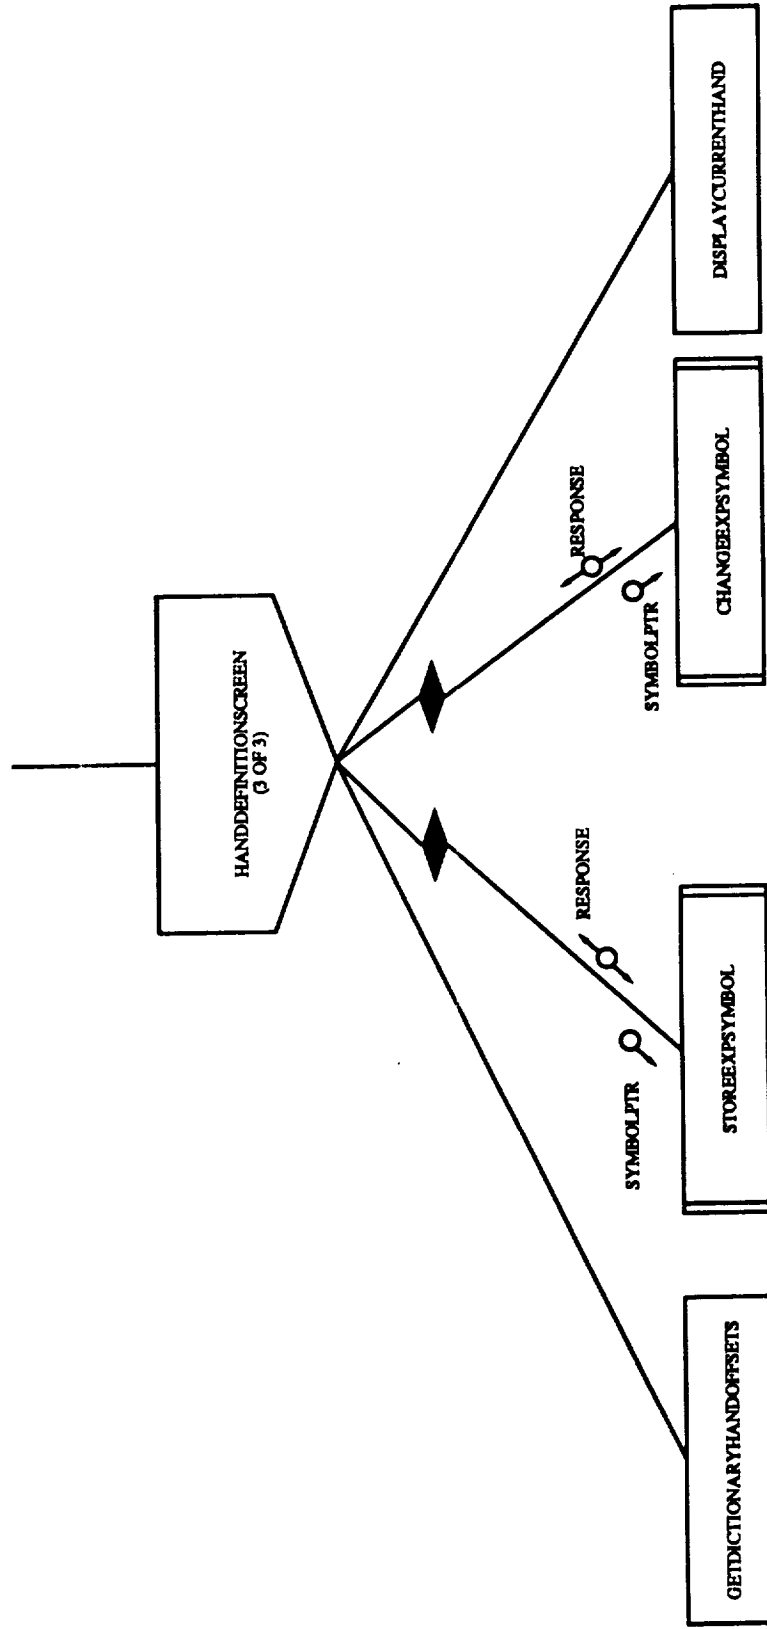 HANDDEFINITIONSCREEN
(3 OF 3)
RESPONSE
RESPONSE
SYMBOLPTR
SYMBOLPTR
GETDICTIONARYHANDOFFSETS
STOREEXPSYMBOL
CHANGEEXPSYMBOL
DISPLAYCURRENTHAND